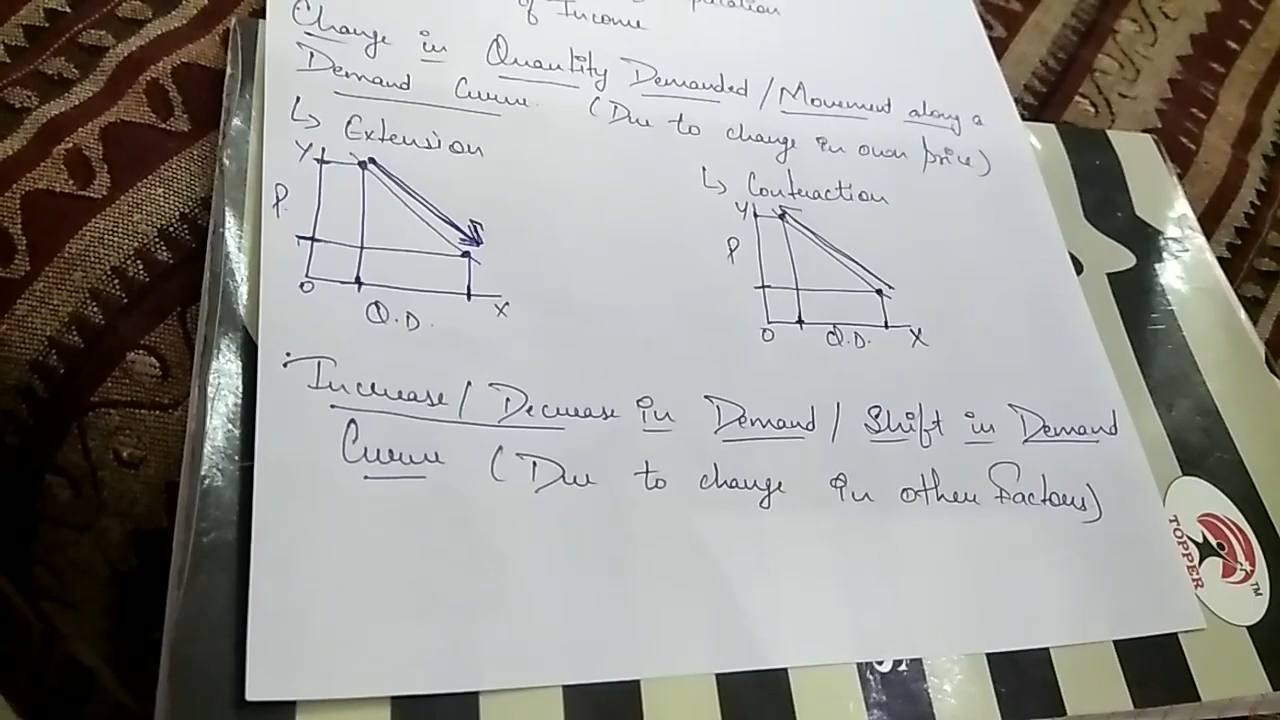 of Income
Change in Quantity Demanded / Movement along a
Demand Curve (Due to change in own price)
↳ Extension
Y
P.
O
Q.D.
X
↳ Contraction
Y
P
O
Q.D.
X
Increase / Decrease in Demand / Shift in Demand
Curve (Due to change in other Factors)
TOPPER
TM